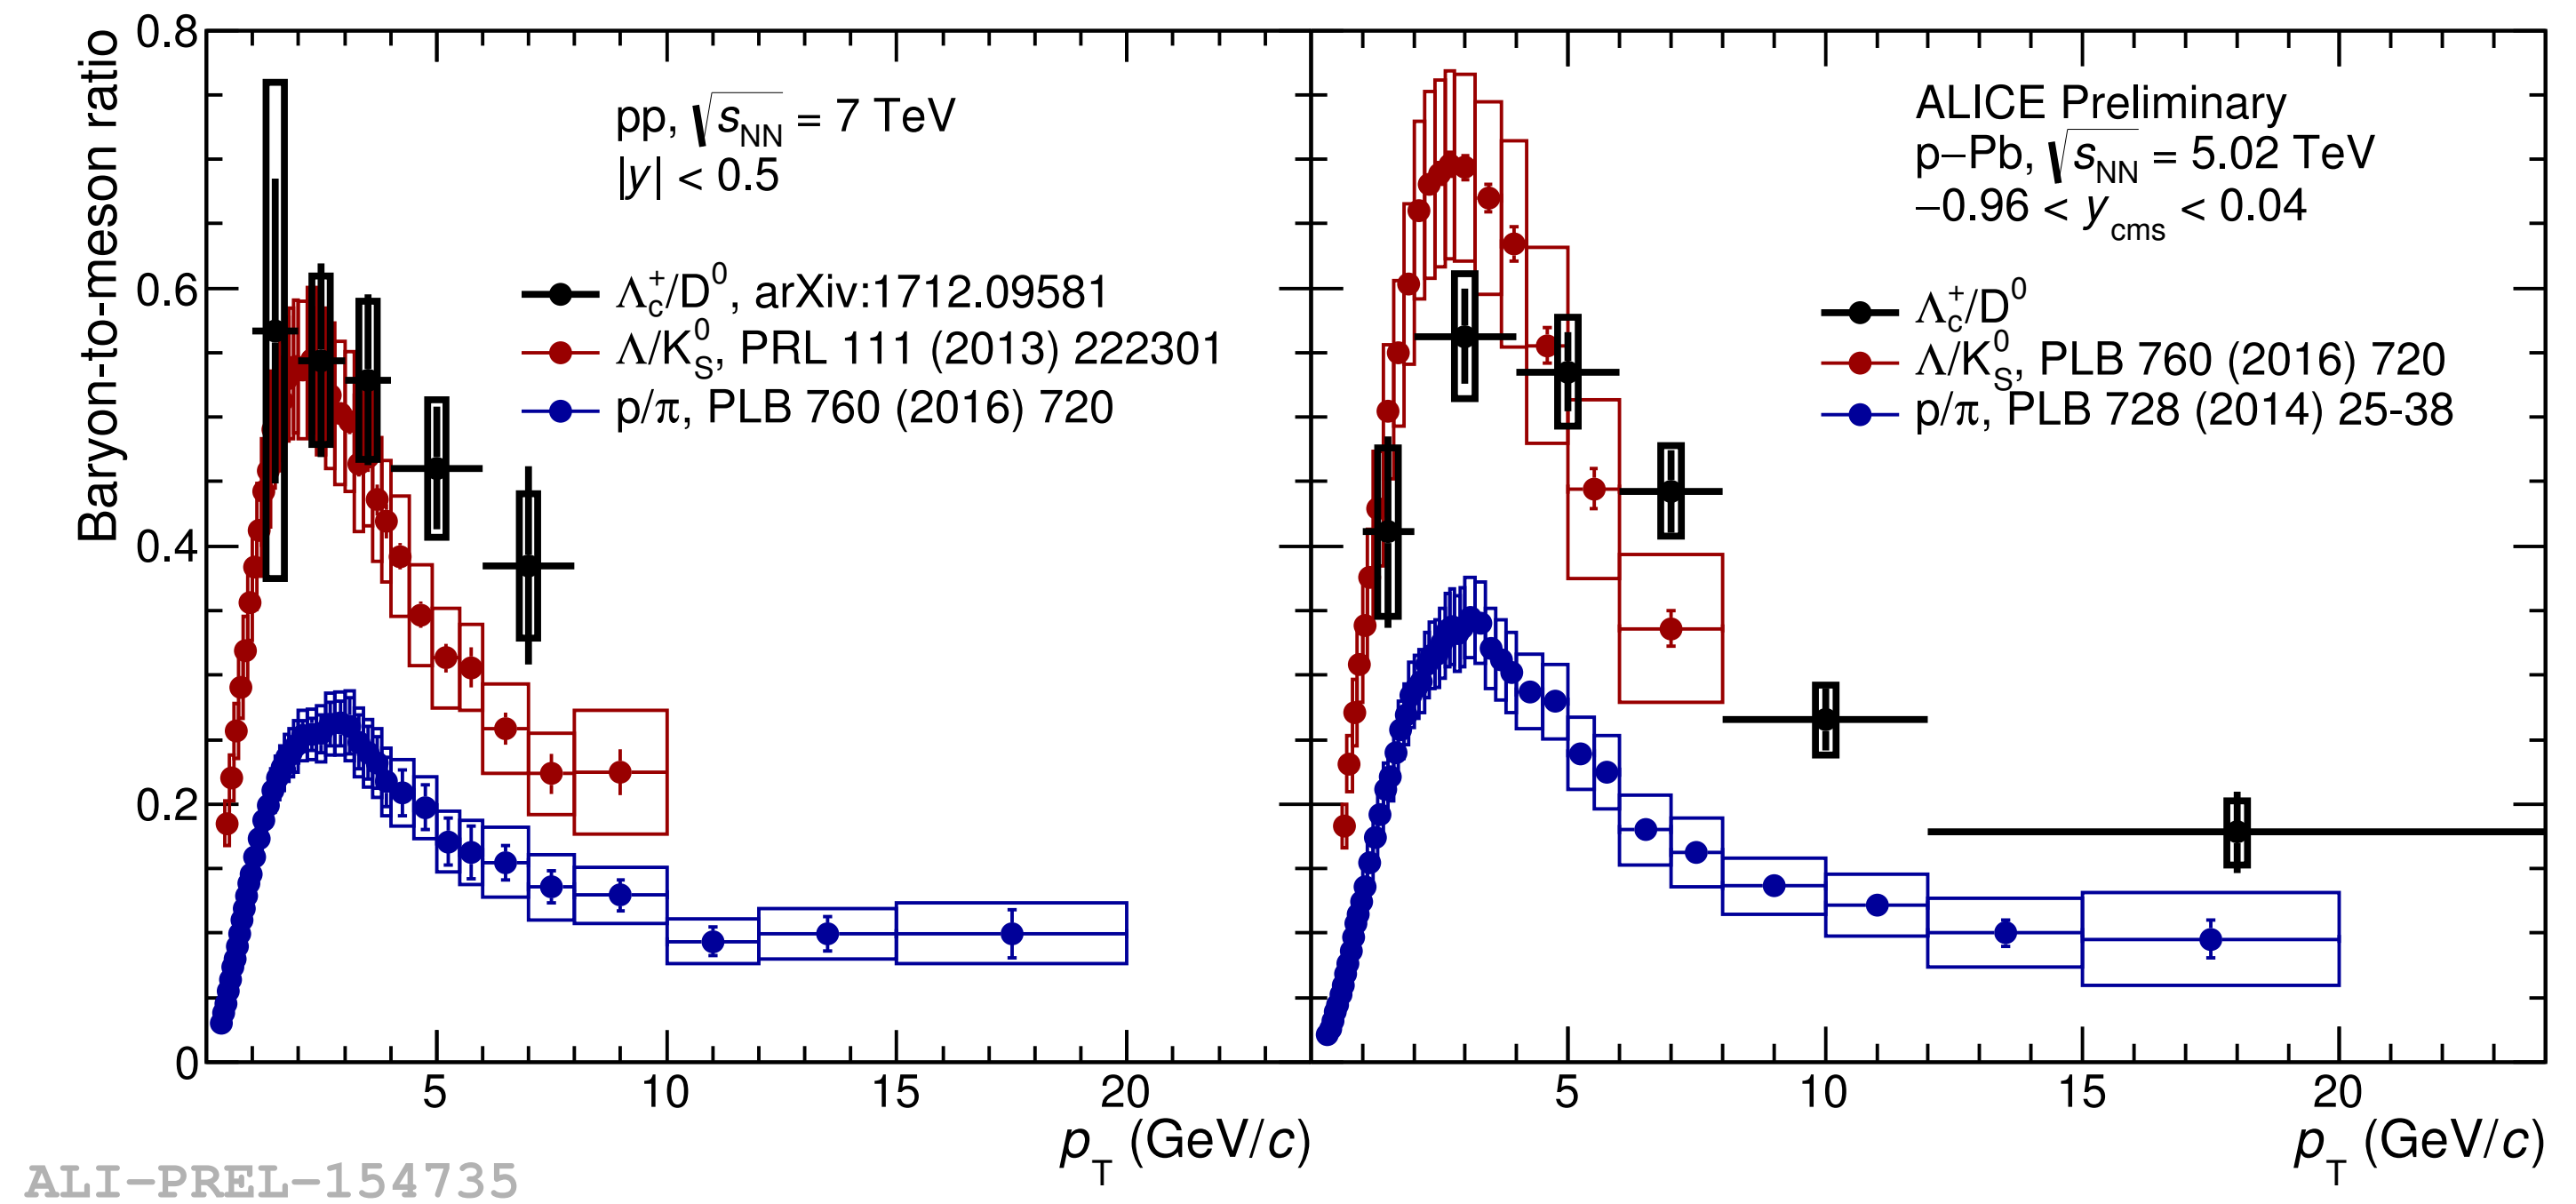 Baryon-to-meson ratio
0.8
0.6
0.4
0.2
0
pp, √sNN = 7 TeV
|y| < 0.5
Λc+/D0, arXiv:1712.09581
Λ/KS0, PRL 111 (2013) 222301
p/π, PLB 760 (2016) 720
5 10 15 20
pT (GeV/c)
ALICE Preliminary
p−Pb, √sNN = 5.02 TeV
−0.96 < ycms < 0.04
Λc+/D0
Λ/KS0, PLB 760 (2016) 720
p/π, PLB 728 (2014) 25-38
5 10 15 20
pT (GeV/c)
ALI-PREL-154735